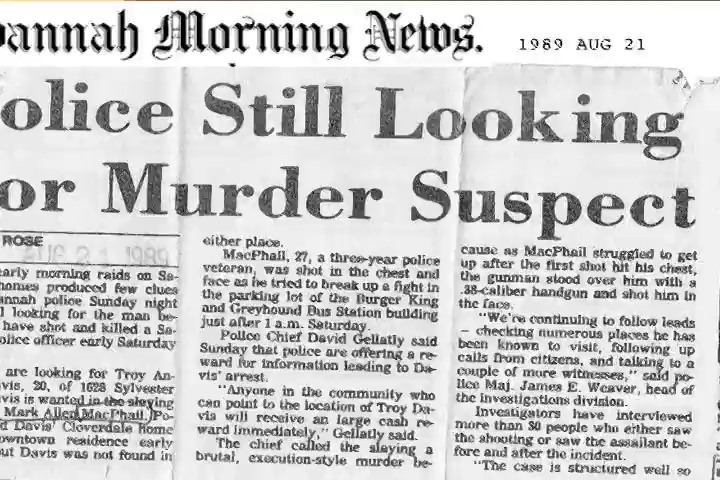 annah Morning News.
1989 AUG 21
olice Still Looking
or Murder Suspect
ROSE
AUG 21 1989
early morning raids on Sa-
homes produced few clues
annah police Sunday night
l looking for the man be-
have shot and killed a Sa-
olice officer early Saturday
are looking for Troy An-
vis, 20, of 1628 Sylvester
vis is wanted in the slaying
Mark Allen MacPhail. Po-
d Davis' Cloverdale home
owntown residence early
ut Davis was not found in
either place.
MacPhail, 27, a three-year police
veteran, was shot in the chest and
face as he tried to break up a fight in
the parking lot of the Burger King
and Greyhound Bus Station building
just after 1 a.m. Saturday.
Police Chief David Gellatly said
Sunday that police are offering a re-
ward for information leading to Da-
vis' arrest.
"Anyone in the community who
can point to the location of Troy Da-
vis will receive an large cash re-
ward immediately," Gellatly said.
The chief called the slaying a
brutal, execution-style murder be-
cause as MacPhail struggled to get
up after the first shot hit his chest,
the gunman stood over him with a
.38-caliber handgun and shot him in
the face.
"We're continuing to follow leads
– checking numerous places he has
been known to visit, following up
calls from citizens, and talking to a
couple of more witnesses," said po-
lice Maj. James E. Weaver, head of
the investigations division.
Investigators have interviewed
more than 30 people who either saw
the shooting or saw the assailant be-
fore and after the incident.
"The case is structured well so